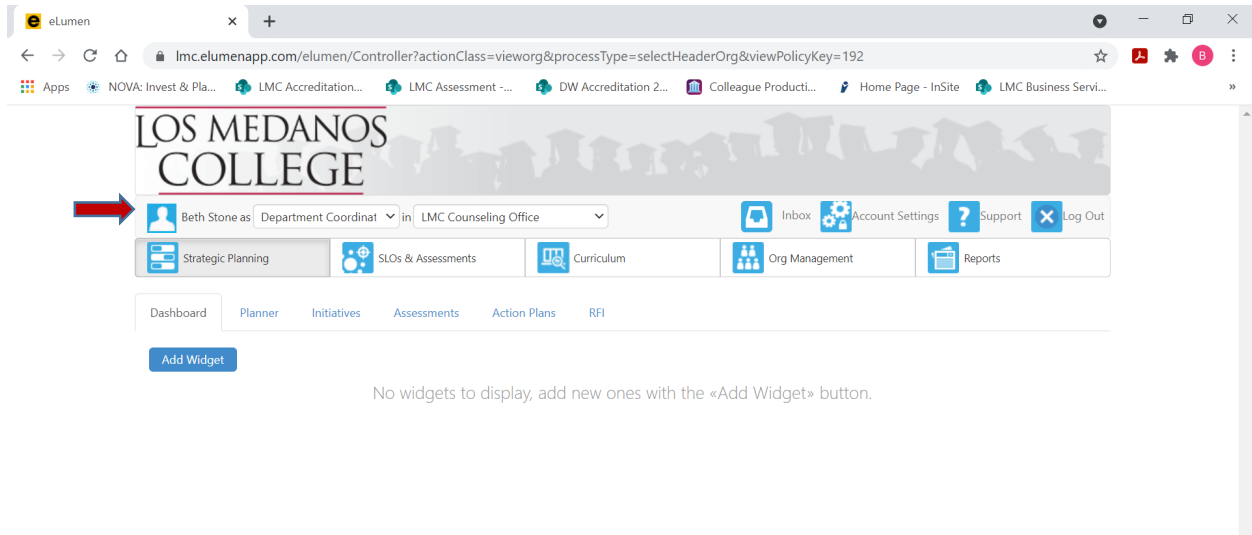 eLumen
lmc.elumenapp.com/elumen/Controller?actionClass=vieworg&processType=selectHeaderOrg&viewPolicyKey=192
B
Apps NOVA: Invest & Pla... LMC Accreditation... LMC Assessment -... DW Accreditation 2... Colleague Producti... Home Page - InSite LMC Business Servi... »
LOS MEDANOS
COLLEGE
Beth Stone as Department Coordinat in LMC Counseling Office Inbox Account Settings ? Support Log Out
Strategic Planning SLOs & Assessments Curriculum Org Management Reports
Dashboard Planner Initiatives Assessments Action Plans RFI
Add Widget
No widgets to display, add new ones with the «Add Widget» button.